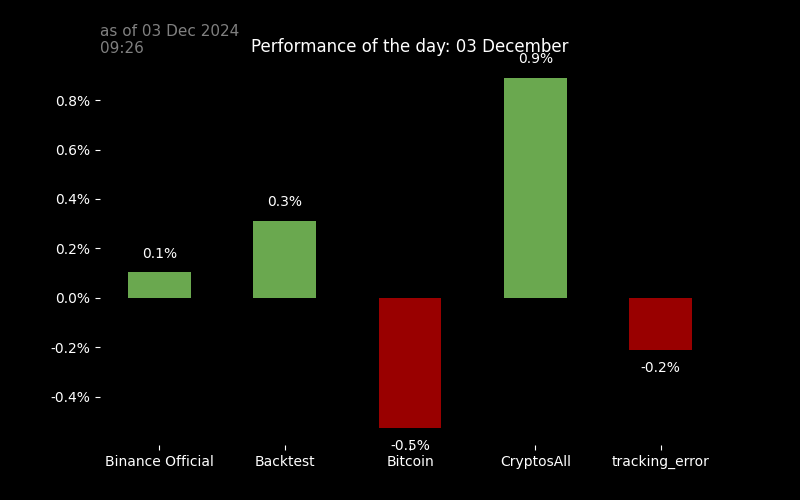 as of 03 Dec 2024
09:26
Performance of the day: 03 December
0.9%
0.8%
0.6%
0.4%
0.3%
0.2%
0.1%
0.0%
-0.2%
-0.2%
-0.4%
-0.5%
Binance Official
Backtest
Bitcoin
CryptosAll
tracking_error